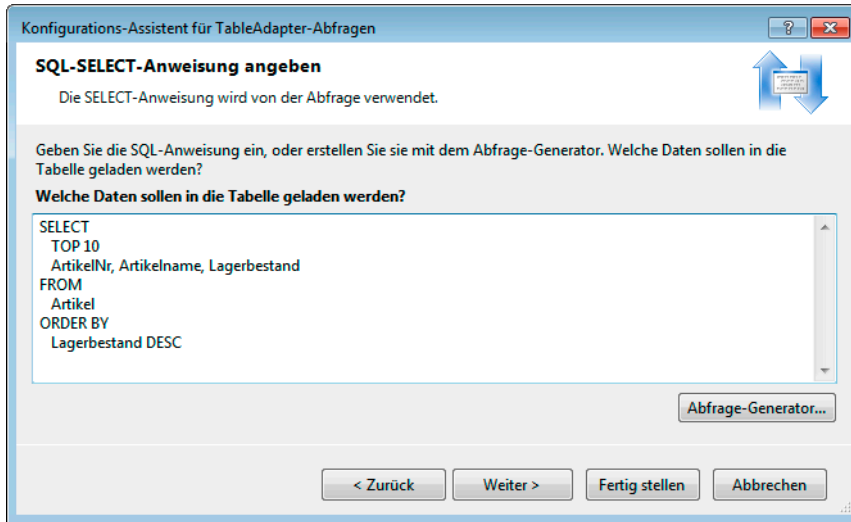 Konfigurations-Assistent für TableAdapter-Abfragen
SQL-SELECT-Anweisung angeben
Die SELECT-Anweisung wird von der Abfrage verwendet.
Geben Sie die SQL-Anweisung ein, oder erstellen Sie sie mit dem Abfrage-Generator. Welche Daten sollen in die
Tabelle geladen werden?
Welche Daten sollen in die Tabelle geladen werden?
SELECT
TOP 10
ArtikelNr, Artikelname, Lagerbestand
FROM
Artikel
ORDER BY
Lagerbestand DESC
Abfrage-Generator...
< Zurück
Weiter >
Fertig stellen
Abbrechen